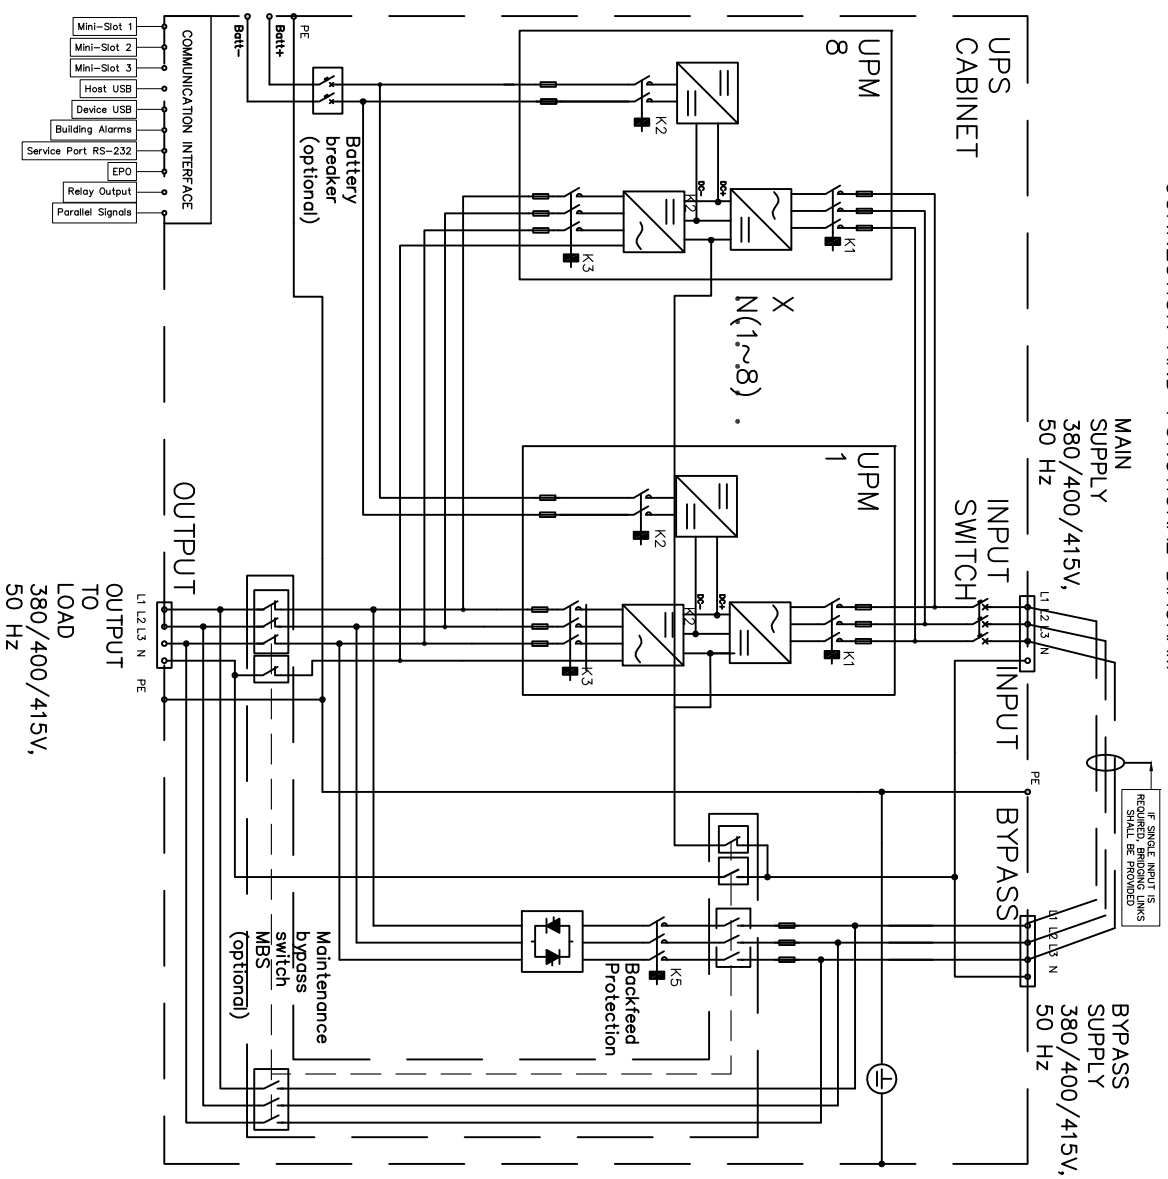 Mini-Slot 1
Mini-Slot 2
Mini-Slot 3
Host USB
Device USB
Building Alarms
Service Port RS-232
EPO
Relay Output
Parallel Signals
COMMUNICATION INTERFACE
Batt-
Batt+
PE
Battery
breaker
(optional)
UPS
CABINET
UPM
8
K2
DC-
DC+
K1
K3
X
N(1~8)
UPM
1
K2
DC-
DC+
K1
K3
MAIN
SUPPLY
380/400/415V,
50 Hz
INPUT
SWITCH
L1
L2
L3
N
INPUT
PE
IF SINGLE INPUT IS
REQUIRED, BRIDGING LINKS
SHALL BE PROVIDED
BYPASS
L1
L2
L3
N
BYPASS
SUPPLY
380/400/415V,
50 Hz
OUTPUT
L1
L2
L3
N
PE
OUTPUT
TO
LOAD
380/400/415V,
50 Hz
Maintenance
bypass
switch
MBS
(optional)
Backfeed
Protection
K5